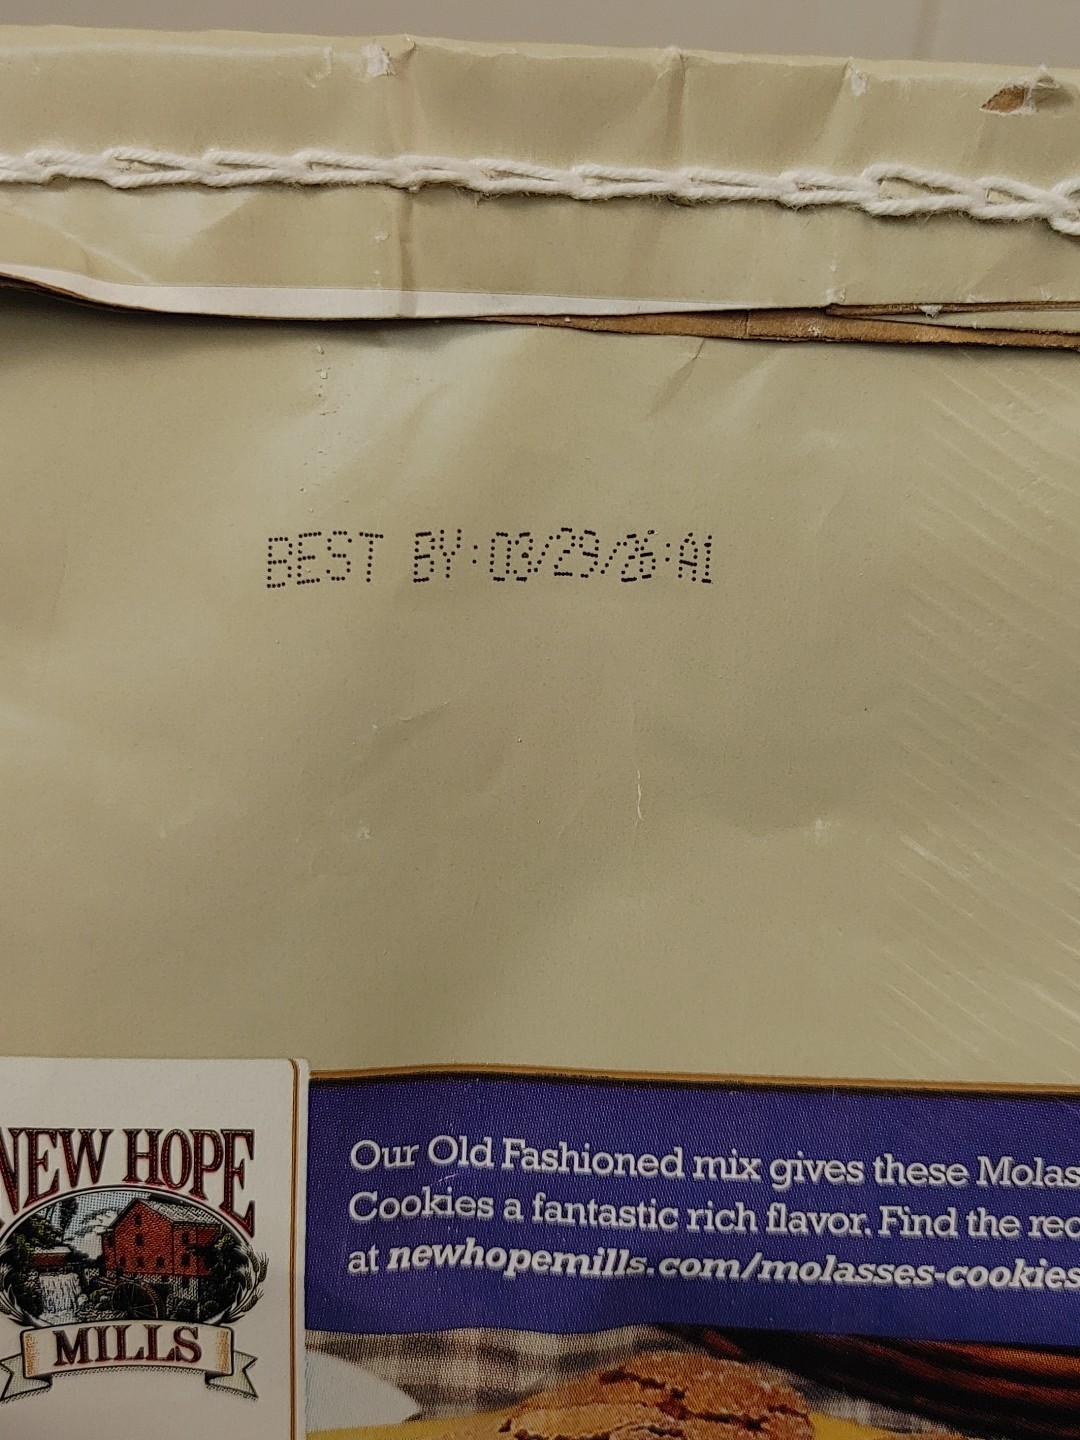 BEST BY:03/29/26:A1
NEW HOPE
MILLS
Our Old Fashioned mix gives these Molas
Cookies a fantastic rich flavor. Find the rec
at newhopemills.com/molasses-cookies